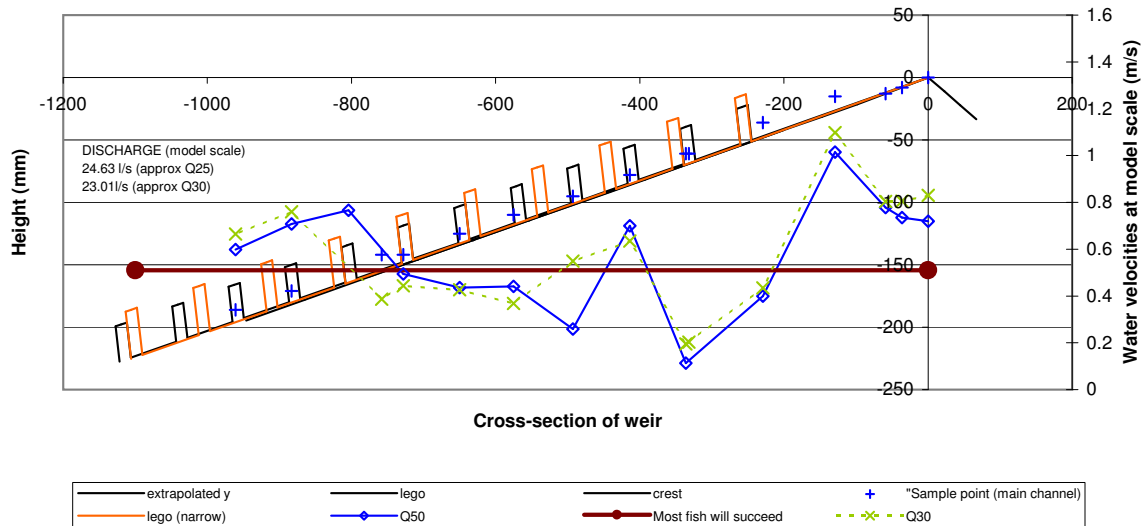 50
1.6
1.4
0
-1200
-1000
-800
-600
-400
-200
0
200
1.2
-50
DISCHARGE (model scale)
24.63 l/s (approx Q25)
23.01l/s (approx Q30)
1
-100
0.8
0.6
-150
0.4
-200
0.2
-250
0
Height (mm)
Water velocities at model scale (m/s)
Cross-section of weir
extrapolated y
lego
crest
"Sample point (main channel)
lego (narrow)
Q50
Most fish will succeed
Q30